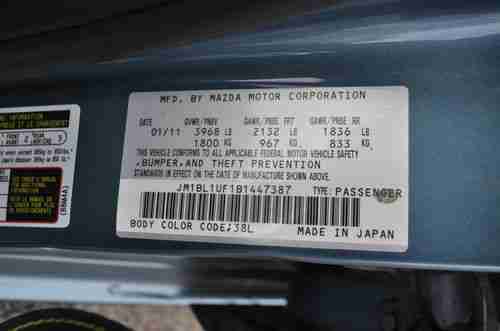 MFD. BY MAZDA MOTOR CORPORATION
DATE GVWR/PNBV GAWR/PNBE FRT GAWR/PNBE RR
01/11 3968 LB 2132 LB 1836 LB
1800 KG 967 KG 833 KG
THIS VEHICLE CONFORMS TO ALL APPLICABLE FEDERAL MOTOR VEHICLE SAFETY
,BUMPER,AND THEFT PREVENTION
STANDARDS IN EFFECT ON THE DATE OF MANUFACTURE SHOWN ABOVE.
JM1BL1UF1B1447387 TYPE: PASSENGER
BODY COLOR CODE;38L MADE IN JAPAN